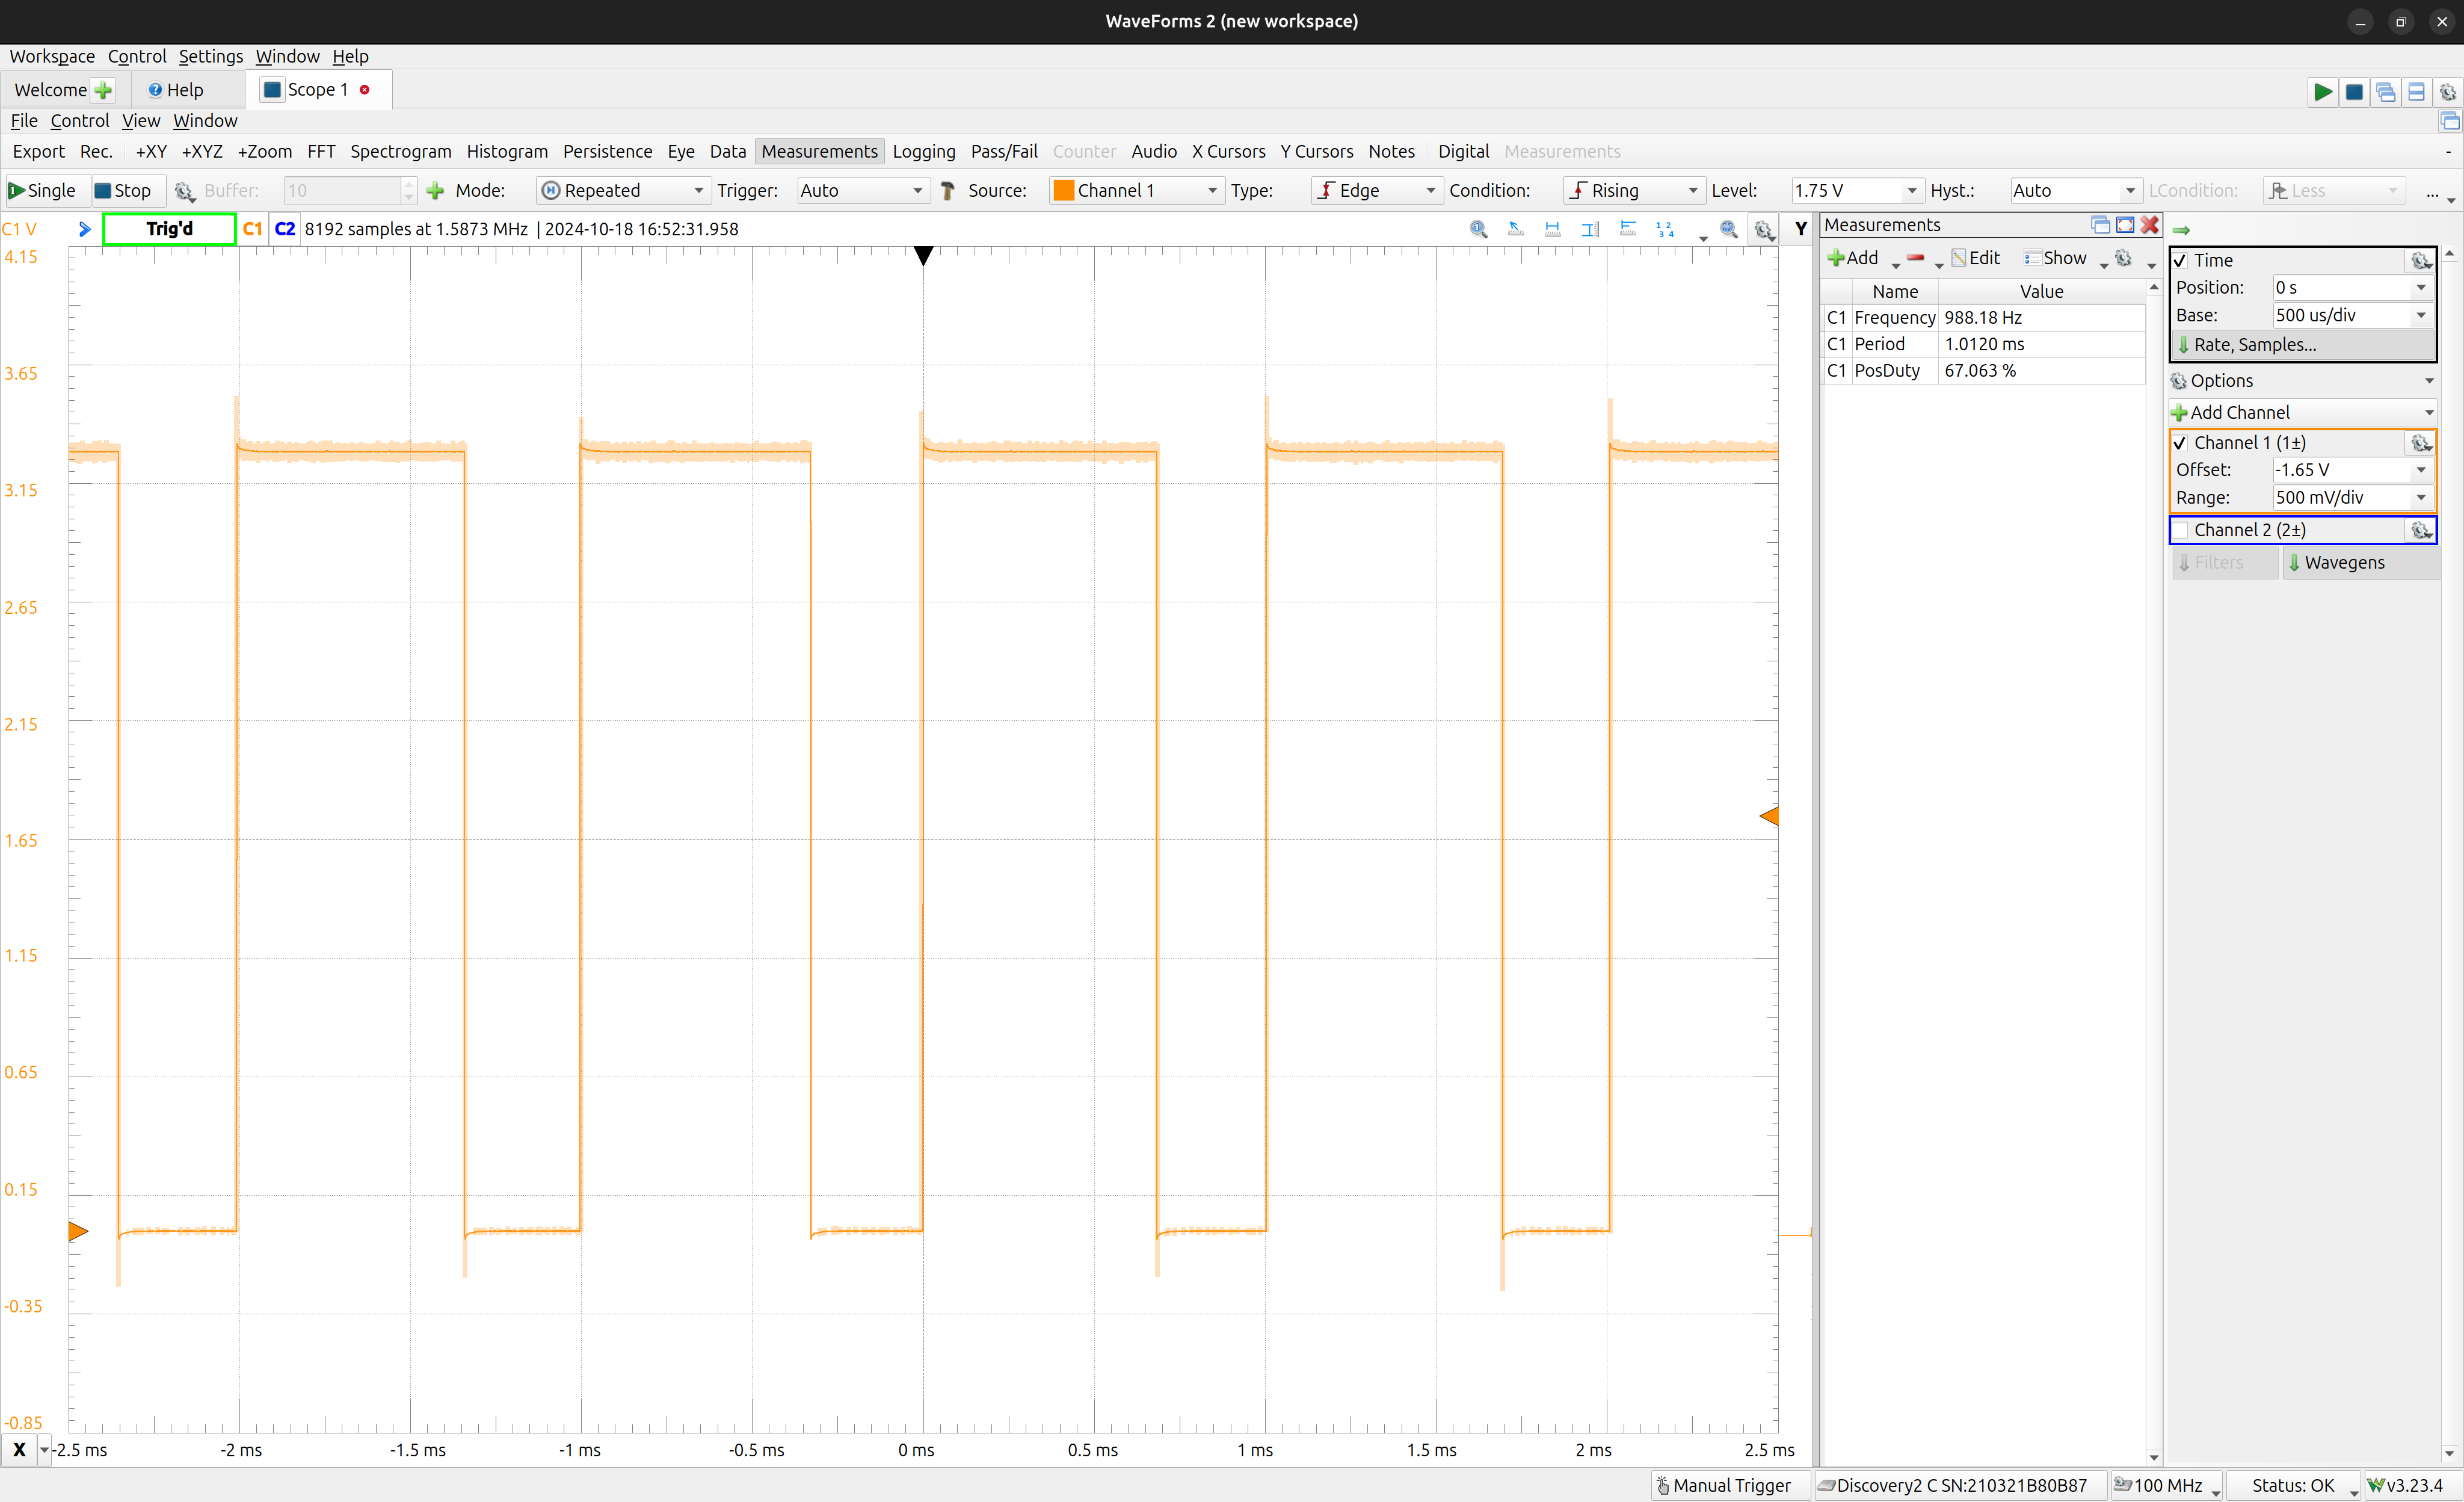 WaveForms 2 (new workspace)
Workspace Control Settings Window Help
Welcome Help Scope 1
File Control View Window
Export Rec. +XY +XYZ +Zoom FFT Spectrogram Histogram Persistence Eye Data Measurements Logging Pass/Fail Counter Audio X Cursors Y Cursors Notes Digital Measurements -
Single Stop Buffer: 10 Mode: Repeated Trigger: Auto Source: Channel 1 Type: Edge Condition: Rising Level: 1.75 V Hyst.: Auto LCondition: Less ...
C1 V Trig'd C1 C2 8192 samples at 1.5873 MHz | 2024-10-18 16:52:31.958 Y
4.15
3.65
3.15
2.65
2.15
1.65
1.15
0.65
0.15
-0.35
-0.85
X -2.5 ms -2 ms -1.5 ms -1 ms -0.5 ms 0 ms 0.5 ms 1 ms 1.5 ms 2 ms 2.5 ms
Measurements
Add Edit Show
Name Value
C1 Frequency 988.18 Hz
C1 Period 1.0120 ms
C1 PosDuty 67.063 %
Time
Position: 0 s
Base: 500 us/div
Rate, Samples...
Options
Add Channel
Channel 1 (1±)
Offset: -1.65 V
Range: 500 mV/div
Channel 2 (2±)
Filters Wavegens
Manual Trigger Discovery2 C SN:210321B80B87 100 MHz Status: OK v3.23.4